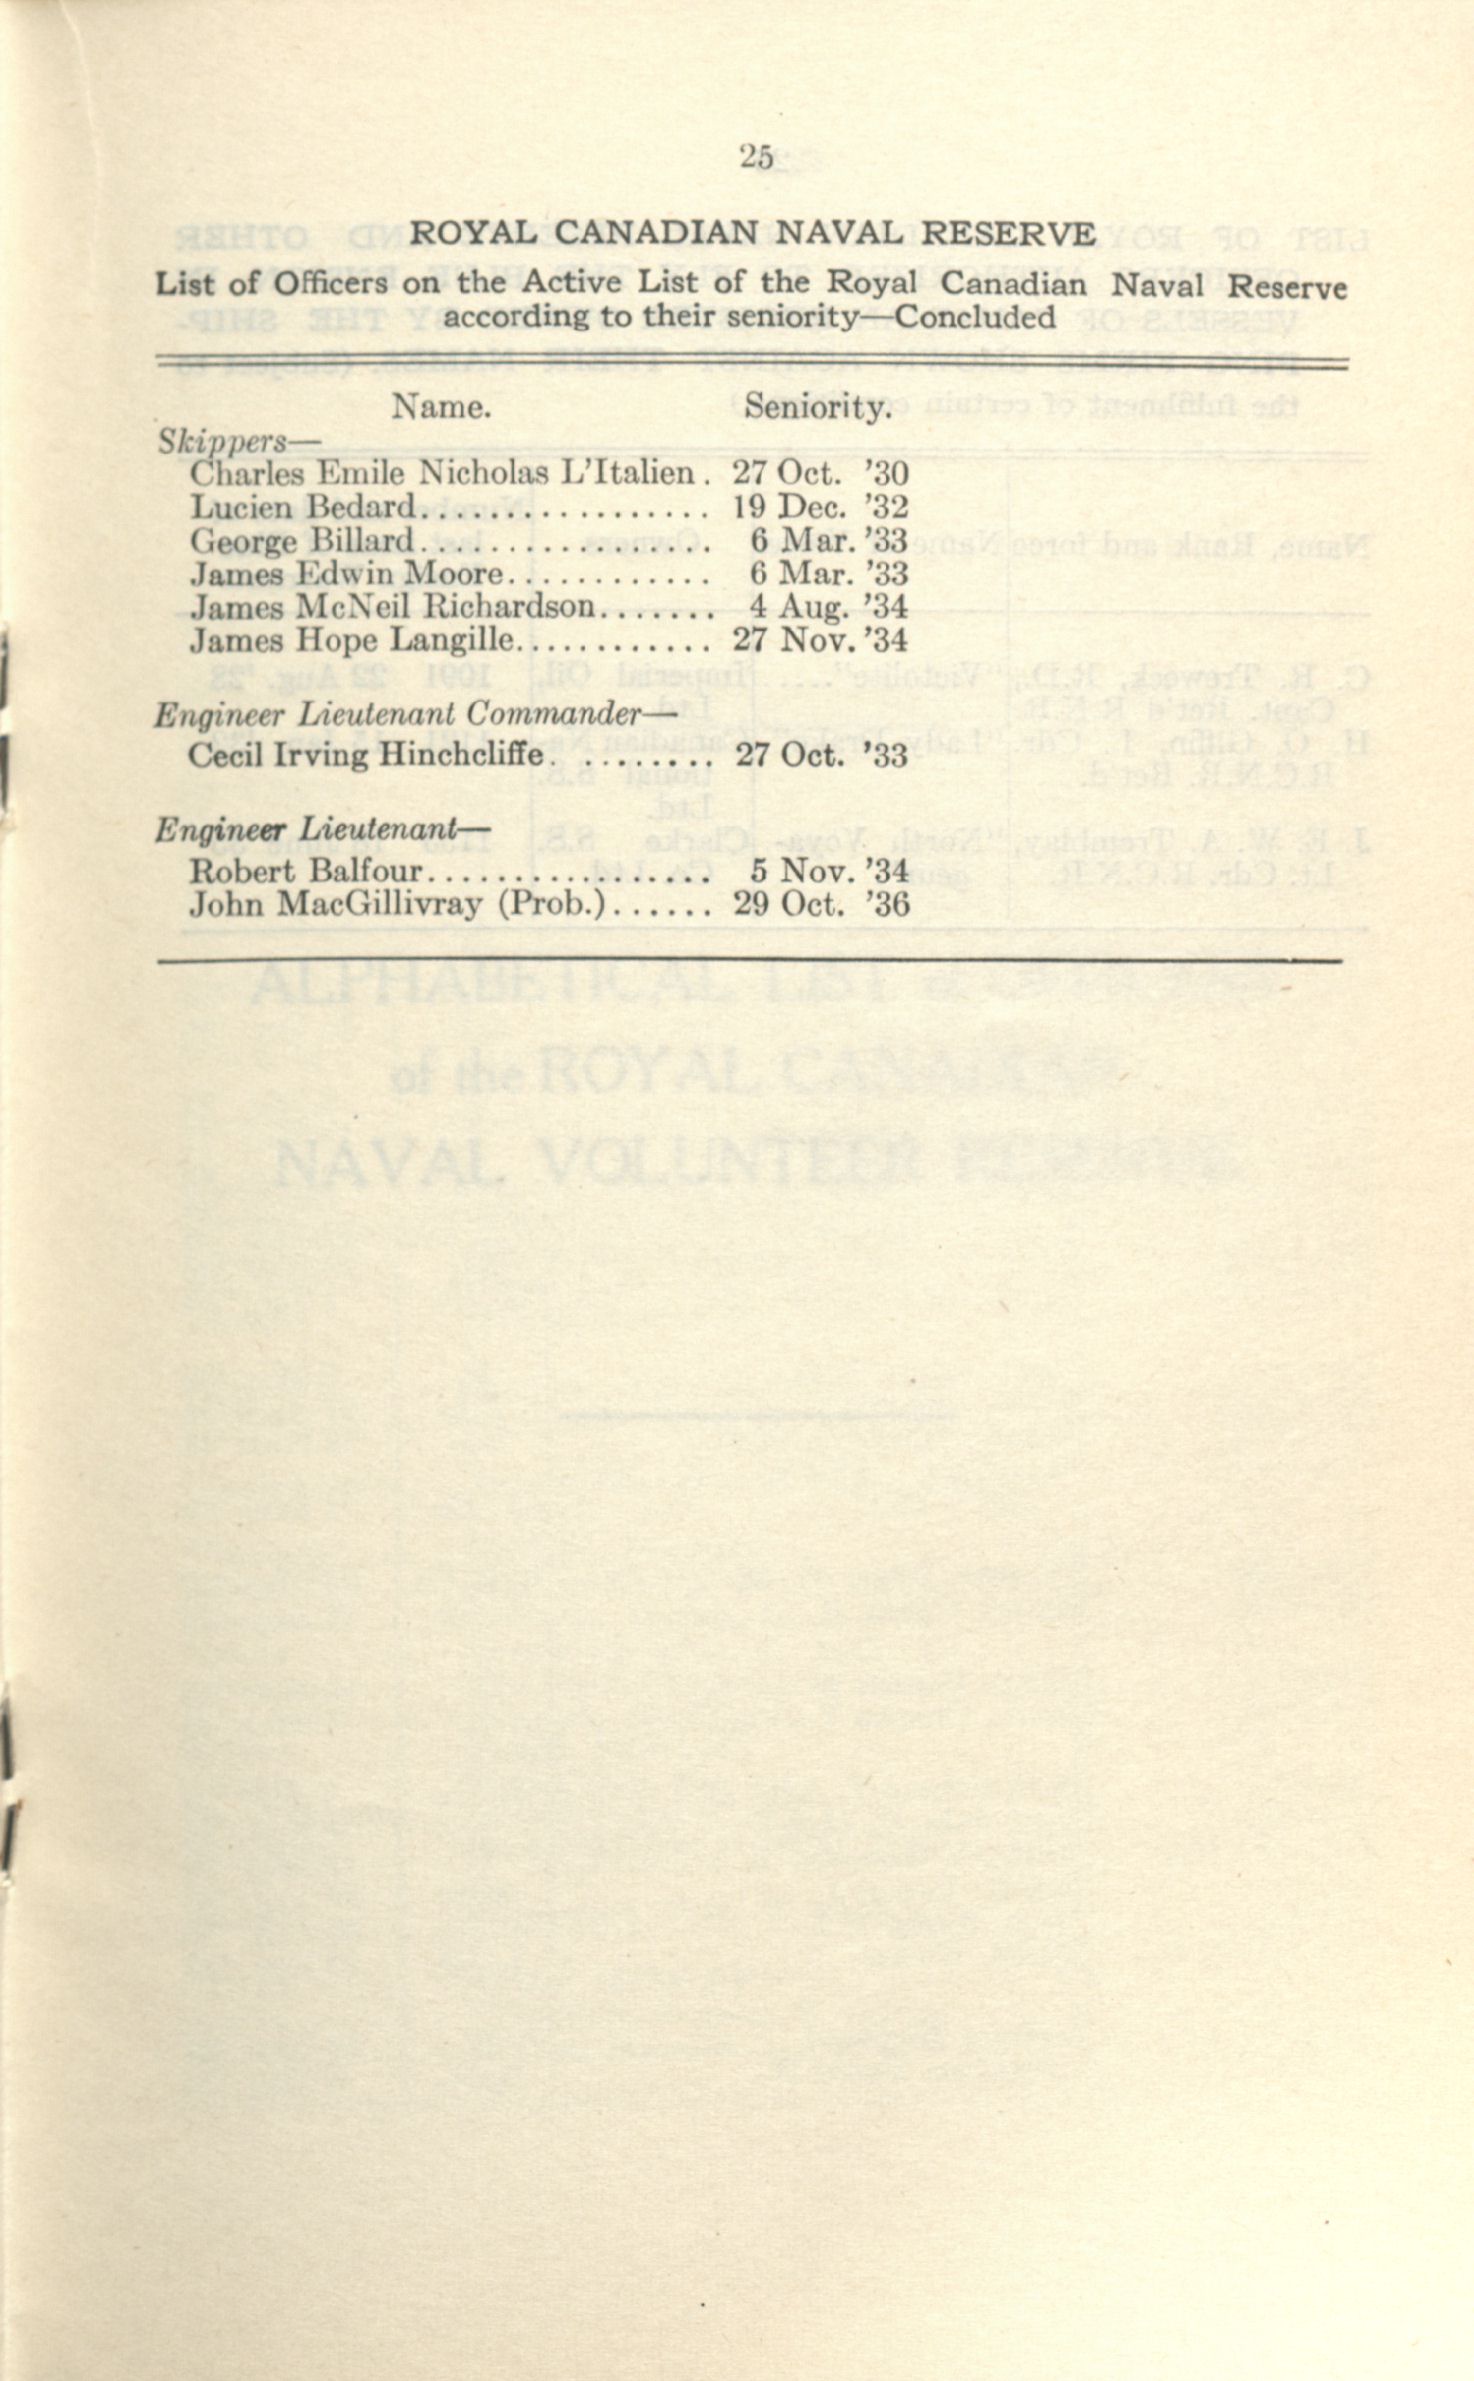 25
ROYAL CANADIAN NAVAL RESERVE
List of Officers on the Active List of the Royal Canadian Naval Reserve
according to their seniority—Concluded
Name. Seniority.
Skippers—
Charles Emile Nicholas L'Italien. 27 Oct. '30
Lucien Bedard................. 19 Dec. '32
George Billard................. 6 Mar. '33
James Edwin Moore............ 6 Mar. '33
James McNeil Richardson....... 4 Aug. '34
James Hope Langille............ 27 Nov. '34
Engineer Lieutenant Commander—
Cecil Irving Hinchcliffe. ........ 27 Oct. '33
Engineer Lieutenant—
Robert Balfour................. 5 Nov. '34
John MacGillivray (Prob.)...... 29 Oct. '36